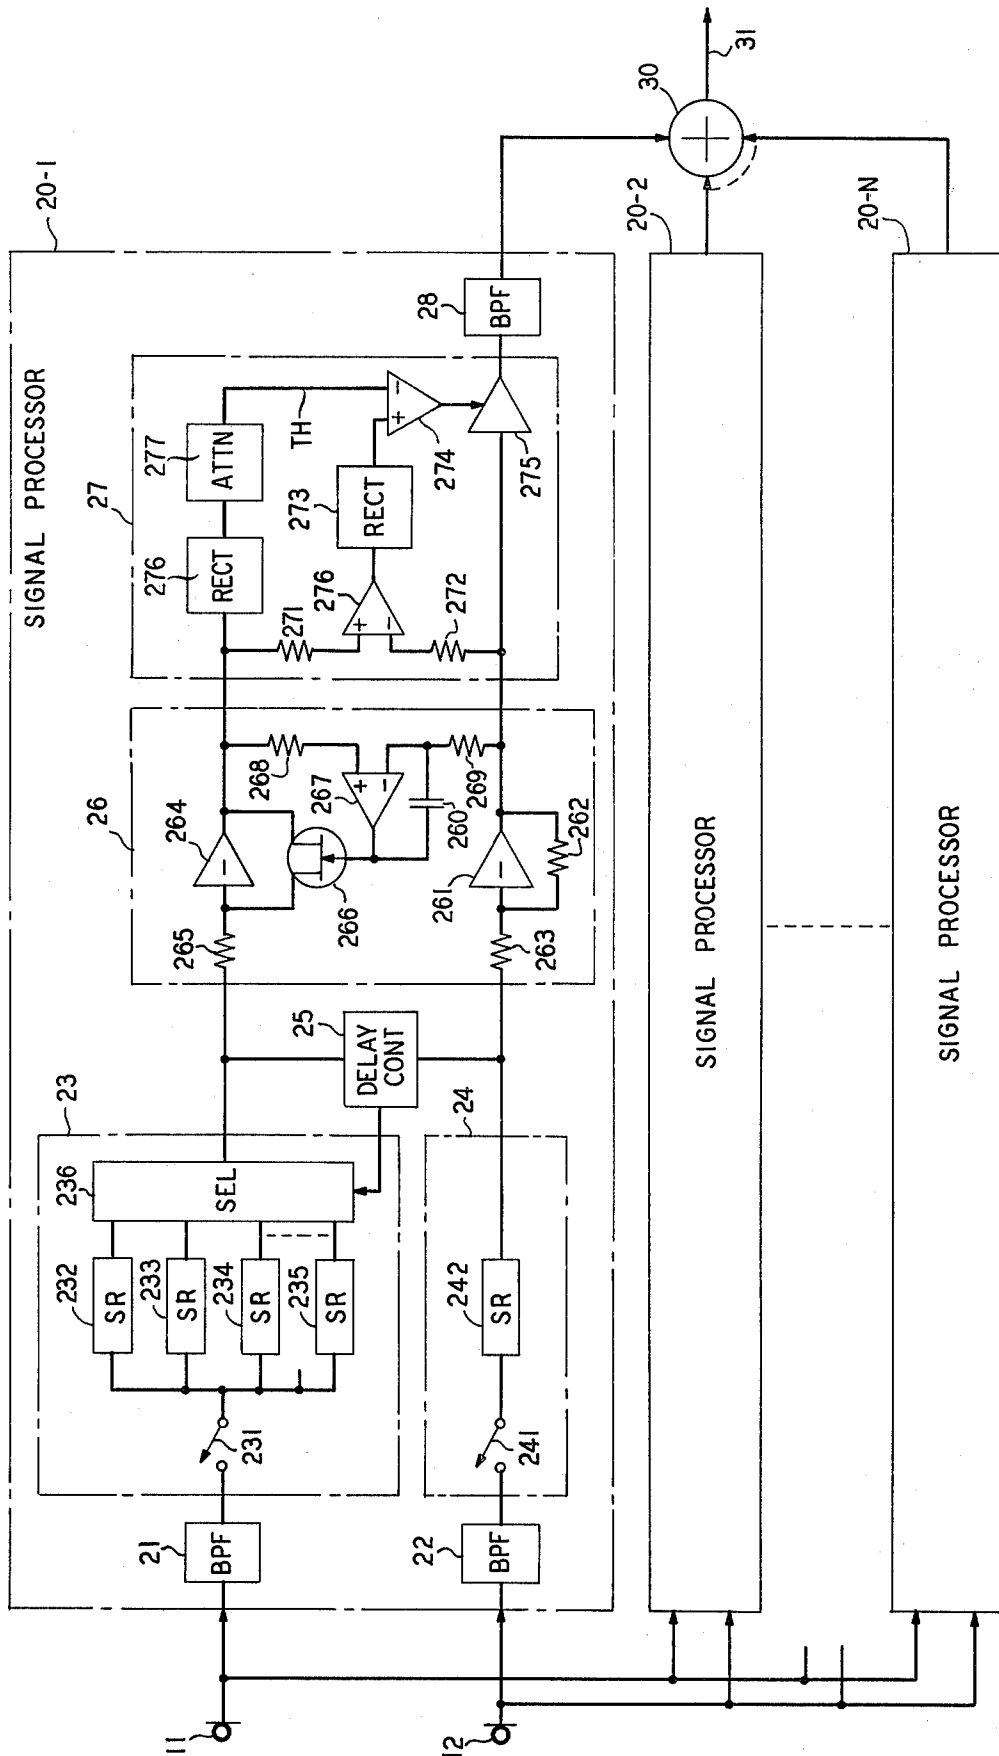 SIGNAL PROCESSOR
20-1
11
12
21
BPF
22
BPF
23
231
232
SR
233
SR
234
SR
235
SR
236
SEL
24
241
242
SR
25
DELAY
CONT
26
265
264
266
268
267
260
269
263
261
262
27
276
RECT
277
ATTN
TH
271
276
272
273
RECT
274
275
28
BPF
30
31
20-2
SIGNAL PROCESSOR
20-N
SIGNAL PROCESSOR